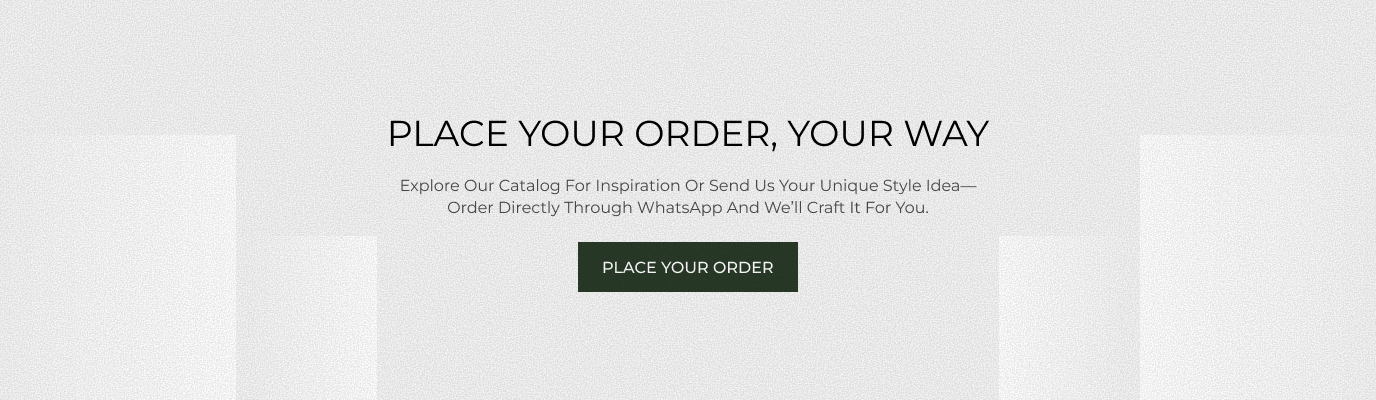 PLACE YOUR ORDER, YOUR WAY
Explore Our Catalog For Inspiration Or Send Us Your Unique Style Idea—
Order Directly Through WhatsApp And We’ll Craft It For You.
PLACE YOUR ORDER